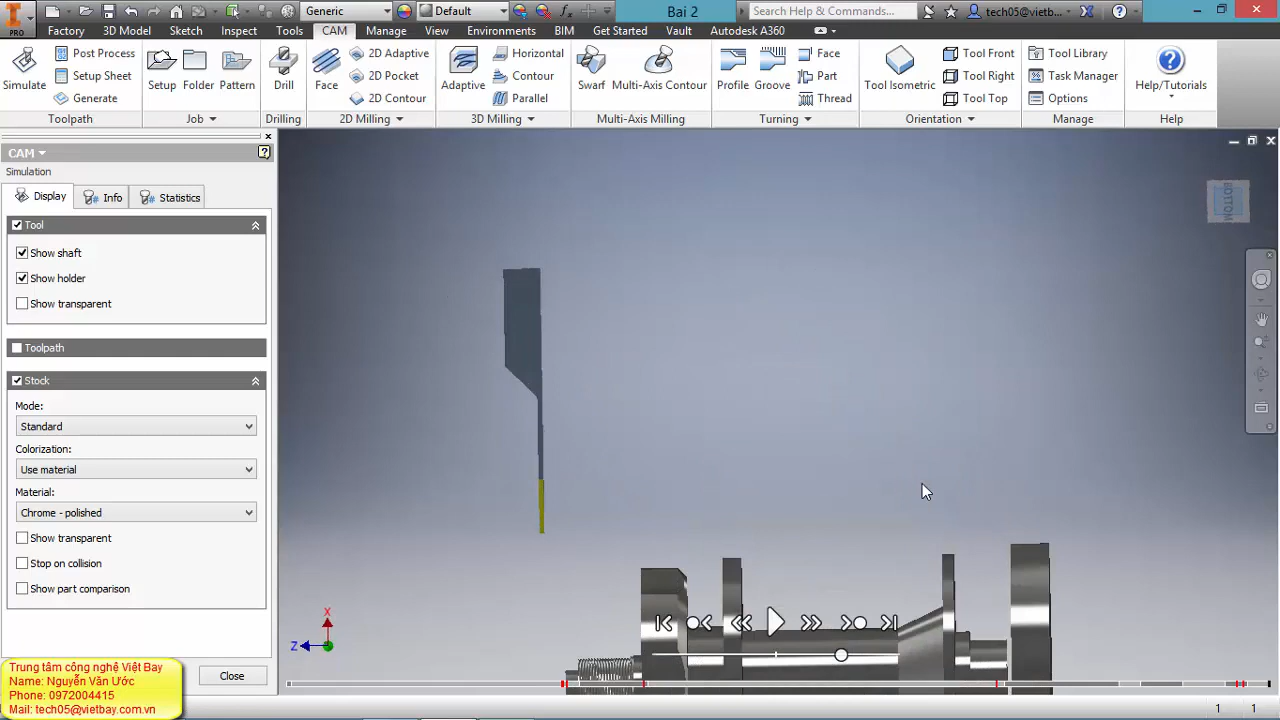 Generic
Default
Bai 2
Search Help & Commands...
tech05@vietb...
PRO
Factory 3D Model Sketch Inspect Tools CAM Manage View Environments BIM Get Started Vault Autodesk A360
Simulate
Post Process
Setup Sheet
Generate
Toolpath
Setup Folder Pattern
Job
Drill
Drilling
Face
2D Adaptive
2D Pocket
2D Contour
2D Milling
Adaptive
Horizontal
Contour
Parallel
3D Milling
Swarf Multi-Axis Contour
Multi-Axis Milling
Profile Groove
Face
Part
Thread
Turning
Tool Isometric
Tool Front
Tool Right
Tool Top
Orientation
Tool Library
Task Manager
Options
Manage
Help/Tutorials
Help
CAM
Simulation
Display Info Statistics
Tool
Show shaft
Show holder
Show transparent
Toolpath
Stock
Mode:
Standard
Colorization:
Use material
Material:
Chrome - polished
Show transparent
Stop on collision
Show part comparison
Close
BOTTOM
X
Z
Trung tâm công nghệ Việt Bay
Name: Nguyễn Văn Ước
Phone: 0972004415
Mail: tech05@vietbay.com.vn
1 1